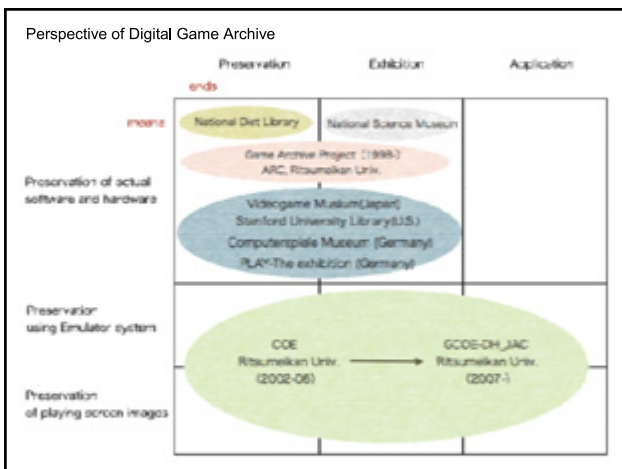 Perspective of Digital Game Archive
Preservation Exhibition Application
ends
means
National Diet Library National Science Museum
Game Archive Project (1998-)
ARC, Ritsumeikan Univ.
Preservation of actual
software and hardware
Videogame Musium(Japan)
Stanford University Library(U.S.)
Computerspiele Museum (Germany)
PLAY-The exhibition (Germany)
Preservation
using Emulator system
COE
Ritsumeikan Univ.
(2002-06)
GCOE-DH_JAC
Ritsumeikan Univ.
(2007-)
Preservation
of playing screen images